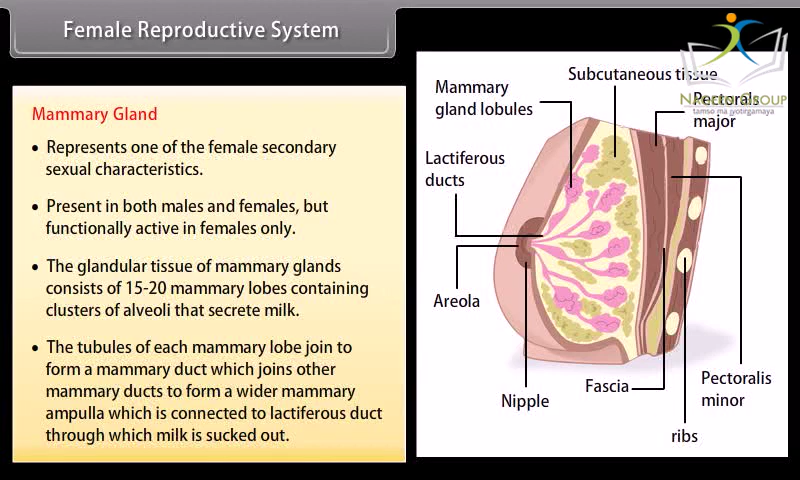 Female Reproductive System
Mammary Gland
• Represents one of the female secondary
sexual characteristics.
• Present in both males and females, but
functionally active in females only.
• The glandular tissue of mammary glands
consists of 15-20 mammary lobes containing
clusters of alveoli that secrete milk.
• The tubules of each mammary lobe join to
form a mammary duct which joins other
mammary ducts to form a wider mammary
ampulla which is connected to lactiferous duct
through which milk is sucked out.
Subcutaneous tissue
Mammary
gland lobules
Pectorals
major
Group
tamso ma jyotirgamaya
Lactiferous
ducts
Areola
Nipple
Fascia
Pectoralis
minor
ribs